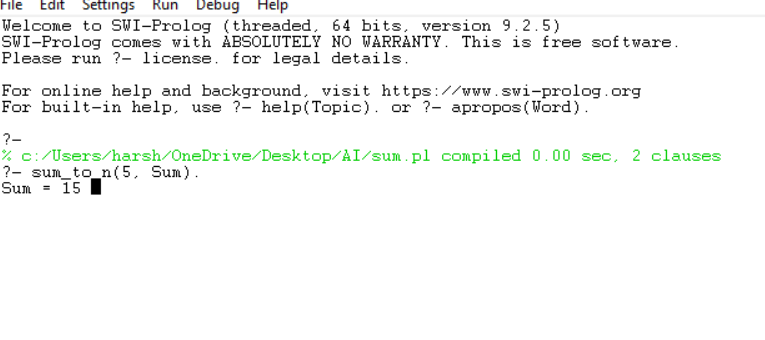 File Edit Settings Run Debug Help
Welcome to SWI-Prolog (threaded, 64 bits, version 9.2.5)
SWI-Prolog comes with ABSOLUTELY NO WARRANTY. This is free software.
Please run ?- license. for legal details.
For online help and background, visit https://www.swi-prolog.org
For built-in help, use ?- help(Topic). or ?- apropos(Word).
?-
% c:/Users/harsh/OneDrive/Desktop/AI/sum.pl compiled 0.00 sec, 2 clauses
?- sum_to_n(5, Sum).
Sum = 15